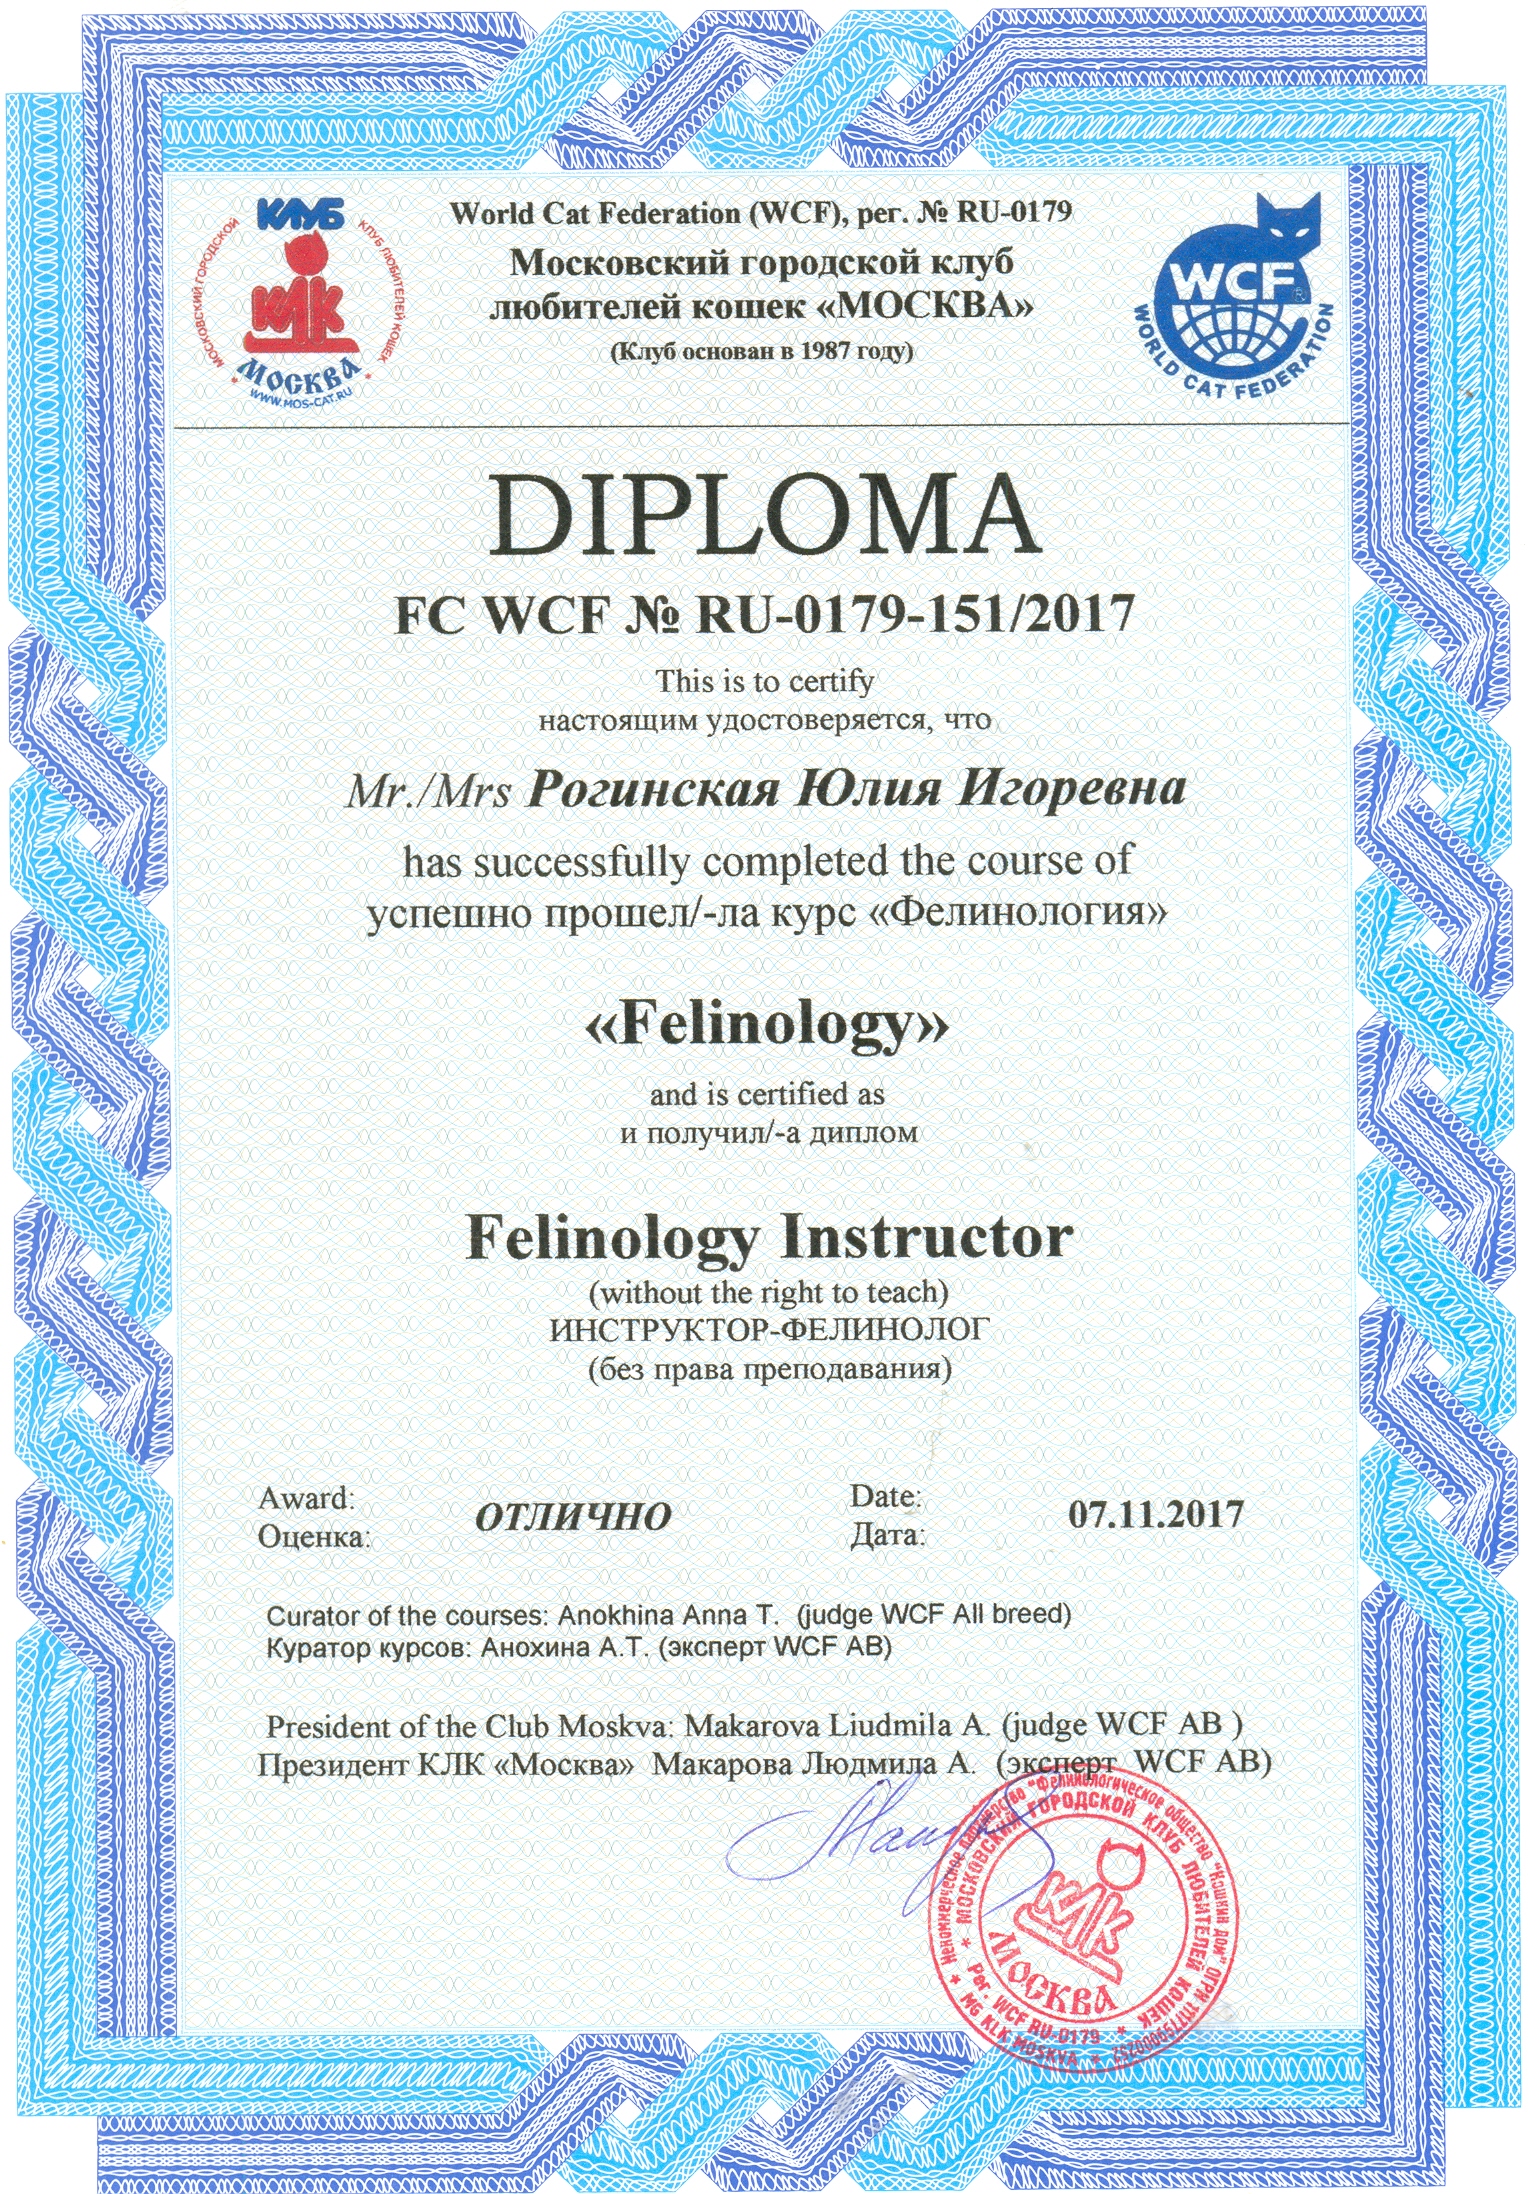 КЛУБ
МОСКОВСКИЙ ГОРОДСКОЙ
КЛУБ ЛЮБИТЕЛЕЙ КОШЕК
КЛК
МОСКВА
WWW.MOS-CAT.RU
World Cat Federation (WCF), рег. № RU-0179
Московский городской клуб
любителей кошек «МОСКВА»
(Клуб основан в 1987 году)
WCF®
WORLD CAT FEDERATION
DIPLOMA
FC WCF № RU-0179-151/2017
This is to certify
настоящим удостоверяется, что
Mr./Mrs Рогинская Юлия Игоревна
has successfully completed the course of
успешно прошел/-ла курс «Фелинология»
«Felinology»
and is certified as
и получил/-а диплом
Felinology Instructor
(without the right to teach)
ИНСТРУКТОР-ФЕЛИНОЛОГ
(без права преподавания)
Award:
Оценка:
ОТЛИЧНО
Date:
Дата:
07.11.2017
Curator of the courses: Anokhina Anna T. (judge WCF All breed)
Куратор курсов: Анохина А.Т. (эксперт WCF AB)
President of the Club Moskva: Makarova Liudmila A. (judge WCF AB )
Президент КЛК «Москва» Макарова Людмила А. (эксперт WCF AB)
Некоммерческое партнерство "Фелинологическое общество "Кошкин дом" ОГРН
MG KLK MOSKVA
МОСКОВСКИЙ ГОРОДСКОЙ КЛУБ ЛЮБИТЕЛЕЙ КОШЕК
Рег. WCF RU-0179
КЛК
МОСКВА